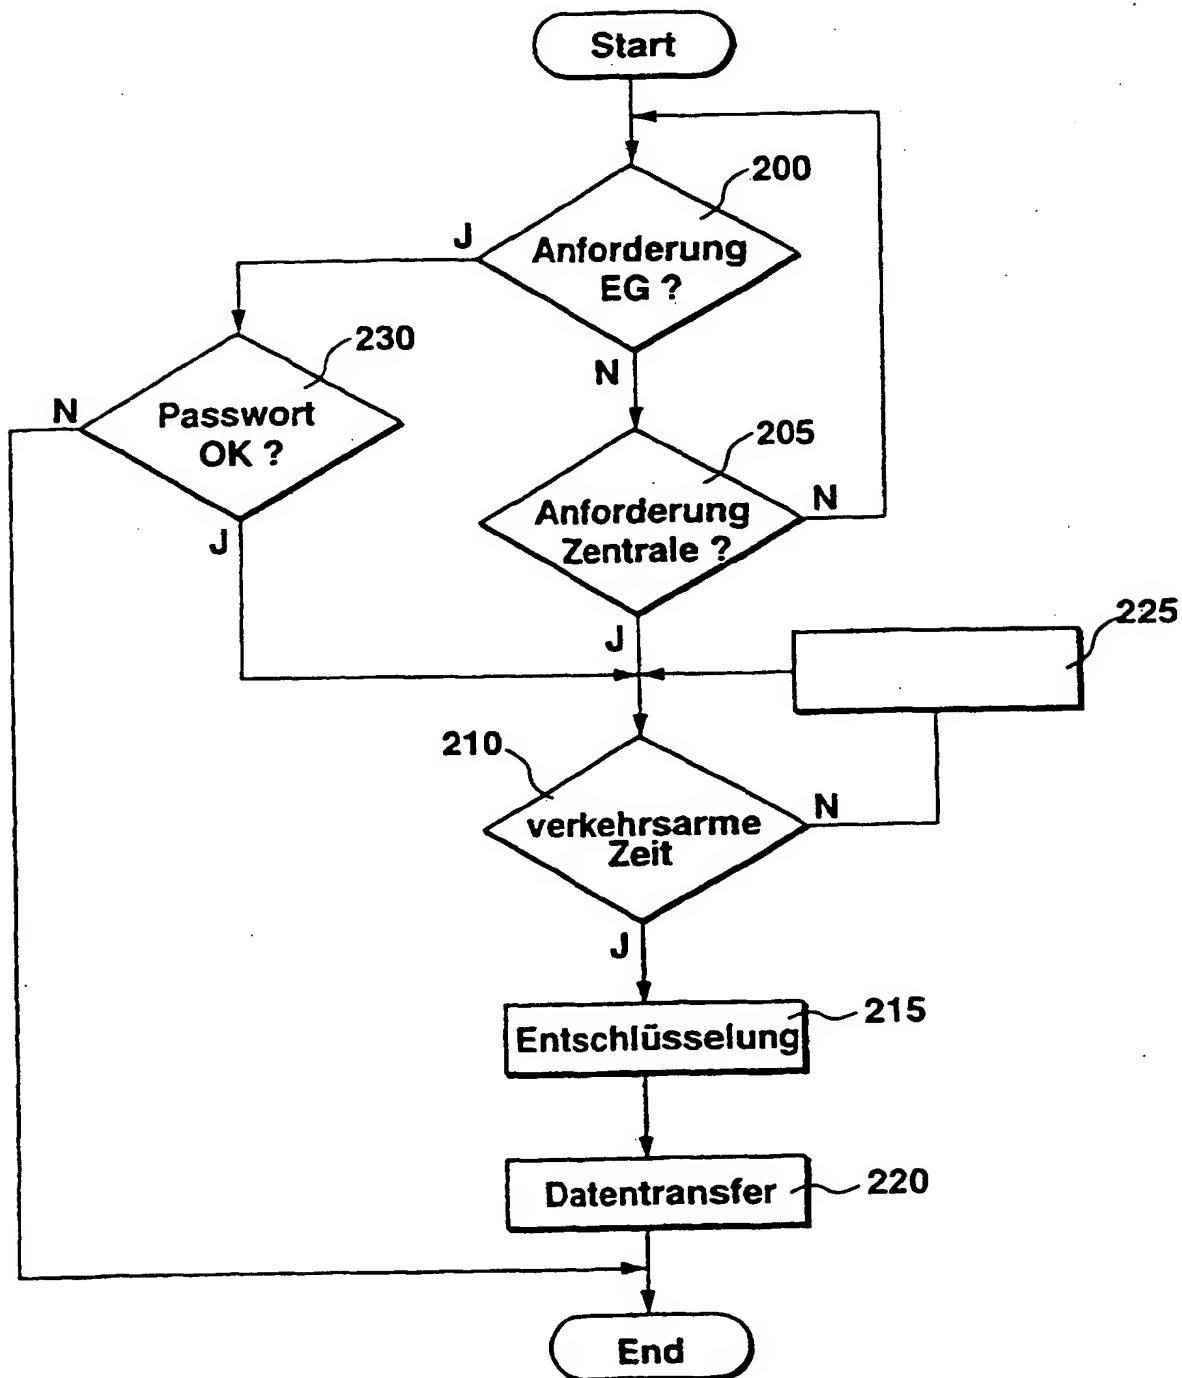 Start
200
J
Anforderung
EG ?
230
N
N
Passwort
OK ?
205
J
Anforderung
Zentrale ?
N
J
225
210
N
verkehrsarme
Zeit
J
Entschlüsselung
215
Datentransfer
220
End